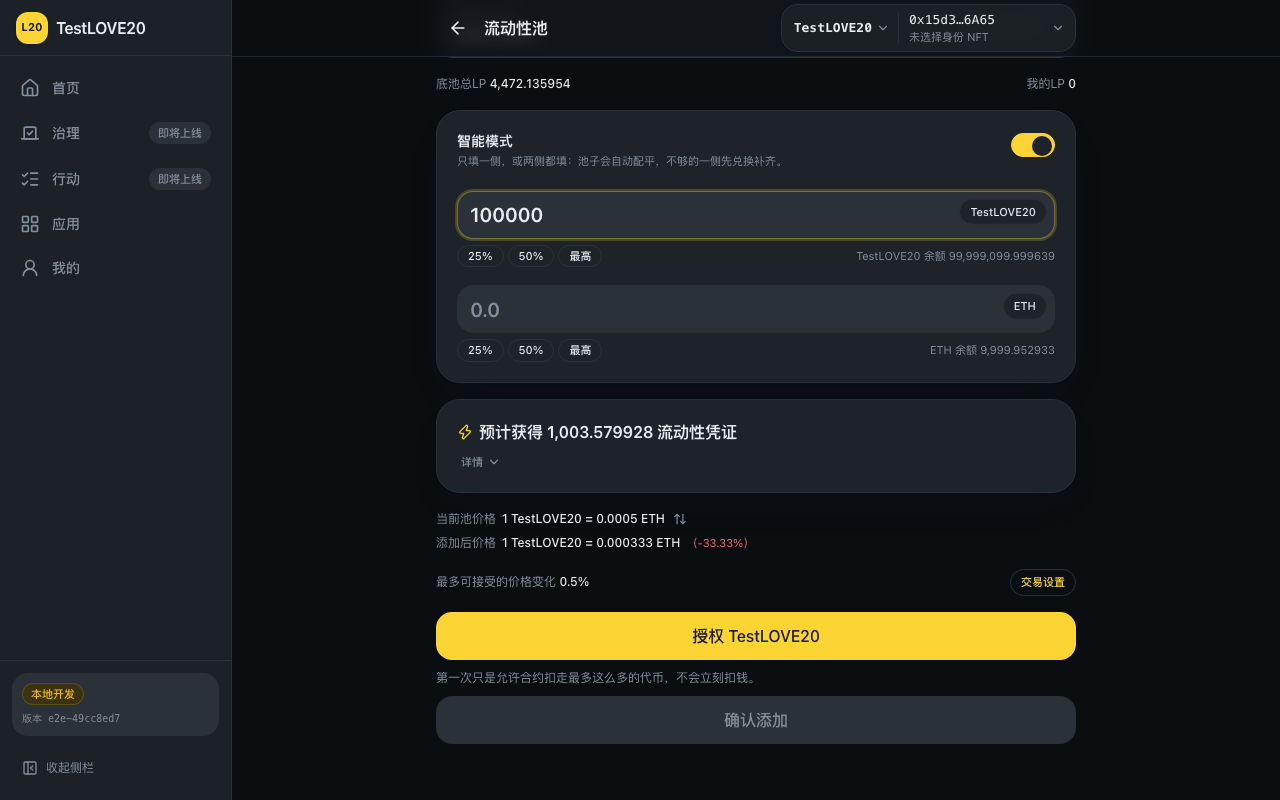 L20 TestLOVE20
首页
治理 即将上线
行动 即将上线
应用
我的
本地开发
版本 e2e-49cc8ed7
收起侧栏
流动性池
TestLOVE20
0x15d3…6A65
未选择身份 NFT
底池总LP 4,472.135954 我的LP 0
智能模式
只填一侧，或两侧都填：池子会自动配平，不够的一侧先兑换补齐。
100000 TestLOVE20
25% 50% 最高 TestLOVE20 余额 99,999,099.999639
0.0 ETH
25% 50% 最高 ETH 余额 9,999.952933
预计获得 1,003.579928 流动性凭证
详情
当前池价格 1 TestLOVE20 = 0.0005 ETH
添加后价格 1 TestLOVE20 = 0.000333 ETH (-33.33%)
最多可接受的价格变化 0.5% 交易设置
授权 TestLOVE20
第一次只是允许合约扣走最多这么多的代币，不会立刻扣钱。
确认添加